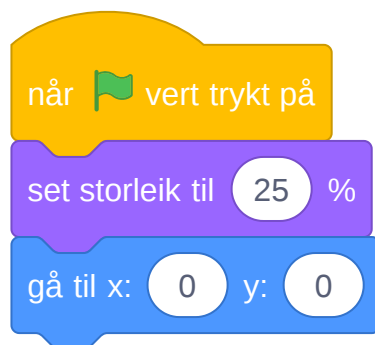 når vert trykt på
set storleik til 25 %
gå til x: 0 y: 0